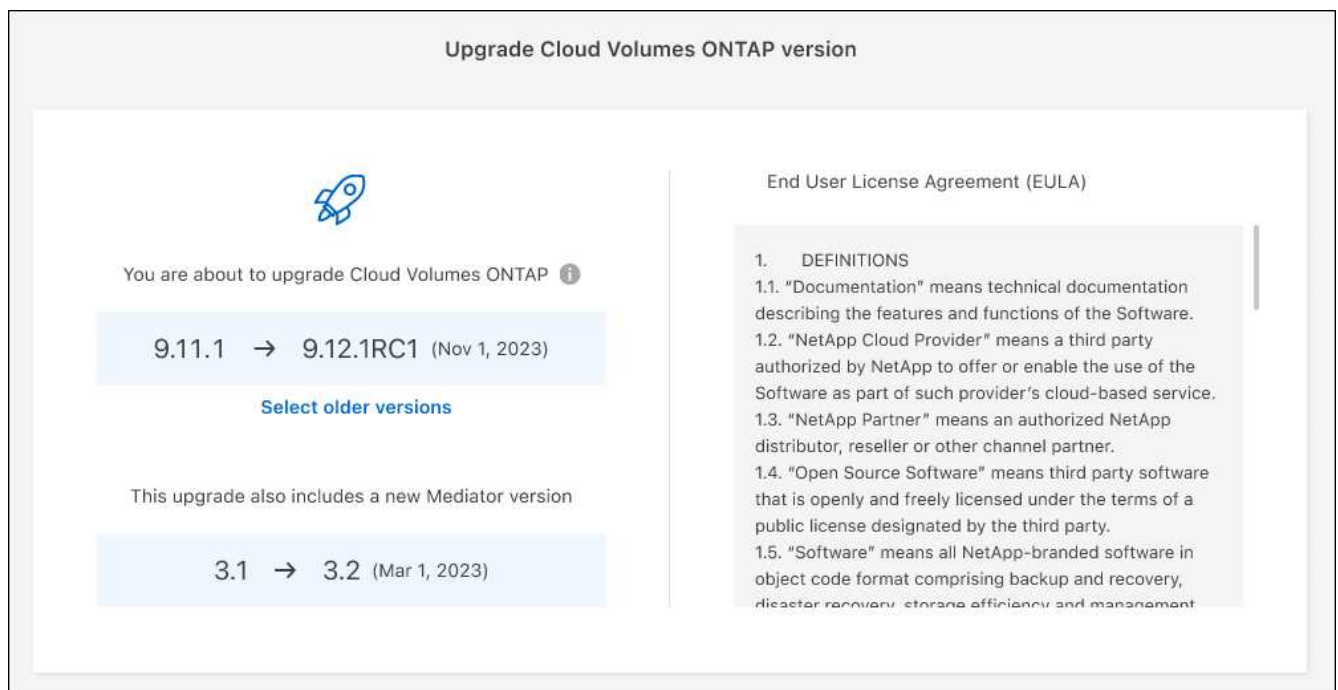 Upgrade Cloud Volumes ONTAP version
You are about to upgrade Cloud Volumes ONTAP
9.11.1 → 9.12.1RC1 (Nov 1, 2023)
Select older versions
This upgrade also includes a new Mediator version
3.1 → 3.2 (Mar 1, 2023)
End User License Agreement (EULA)
1. DEFINITIONS
1.1. “Documentation” means technical documentation
describing the features and functions of the Software.
1.2. “NetApp Cloud Provider” means a third party
authorized by NetApp to offer or enable the use of the
Software as part of such provider’s cloud-based service.
1.3. “NetApp Partner” means an authorized NetApp
distributor, reseller or other channel partner.
1.4. “Open Source Software” means third party software
that is openly and freely licensed under the terms of a
public license designated by the third party.
1.5. “Software” means all NetApp-branded software in
object code format comprising backup and recovery,
disaster recovery, storage efficiency and management